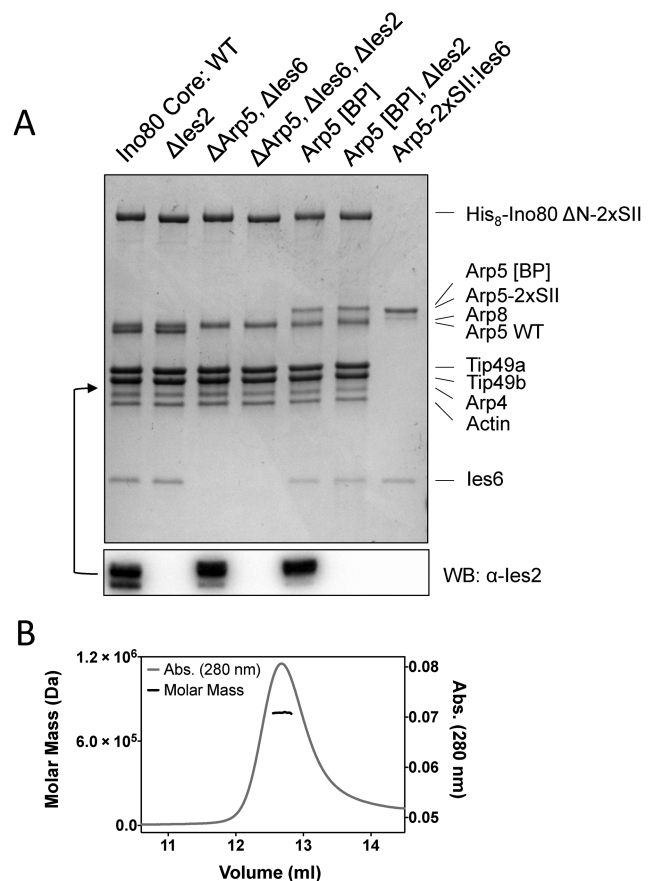 A
Ino80 Core: WT
ΔIes2
ΔArp5, ΔIes6
ΔArp5, ΔIes6, ΔIes2
Arp5 [BP]
Arp5 [BP], ΔIes2
Arp5-2xSII:Ies6
His8-Ino80 ΔN-2xSII
Arp5 [BP]
Arp5-2xSII
Arp8
Arp5 WT
Tip49a
Tip49b
Arp4
Actin
Ies6
WB: α-Ies2
B
Abs. (280 nm)
Molar Mass
Molar Mass (Da)
1.2 × 10⁶
6.0 × 10⁵
0.0
0.08
0.07
0.06
0.05
Abs. (280 nm)
11 12 13 14
Volume (ml)